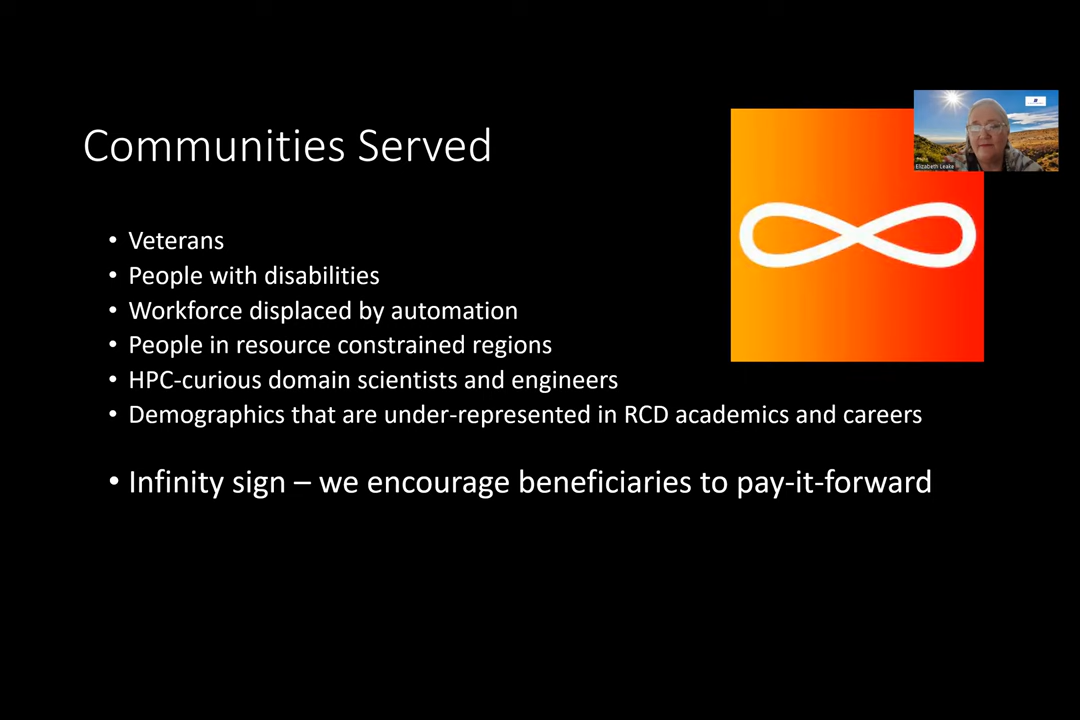 Communities Served
Elizabeth Leake
• Veterans
• People with disabilities
• Workforce displaced by automation
• People in resource constrained regions
• HPC-curious domain scientists and engineers
• Demographics that are under-represented in RCD academics and careers
• Infinity sign – we encourage beneficiaries to pay-it-forward